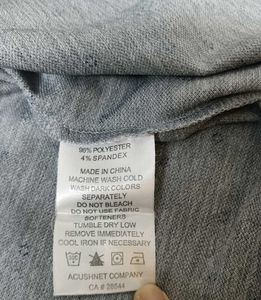 96% POLYESTER
4% SPANDEX
MADE IN CHINA
MACHINE WASH COLD
WASH DARK COLORS
SEPARATELY
DO NOT BLEACH
DO NOT USE FABRIC
SOFTENERS
TUMBLE DRY LOW
REMOVE IMMEDIATELY
COOL IRON IF NECESSARY
ACUSHNET COMPANY
CA # 28544